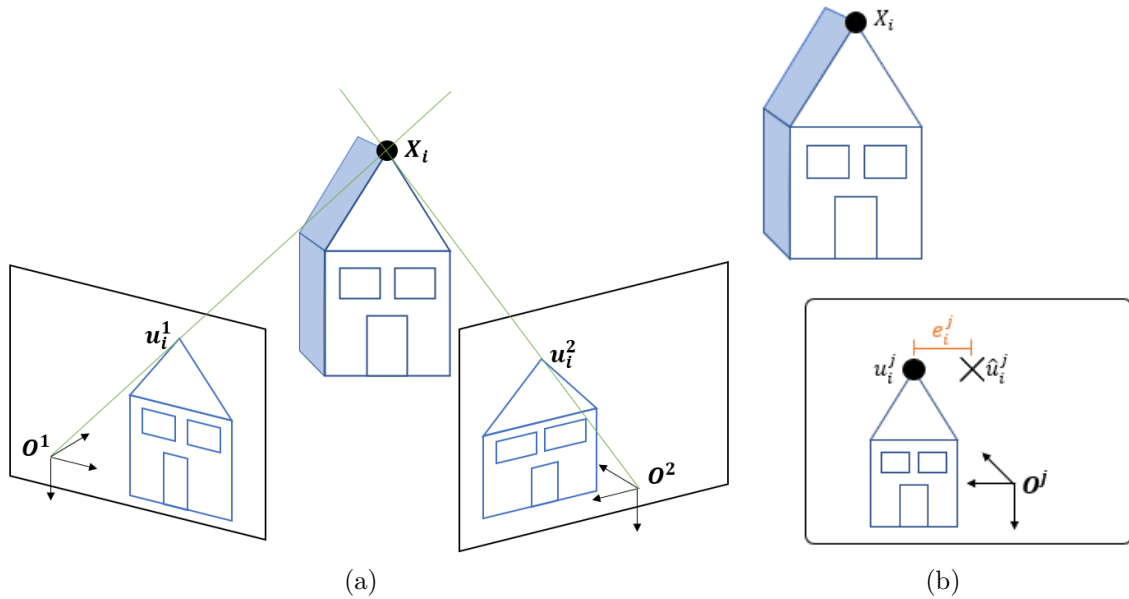 X_i
u_i^1
O^1
u_i^2
O^2
(a)
X_i
e_i^j
u_i^j
û_i^j
O^j
(b)